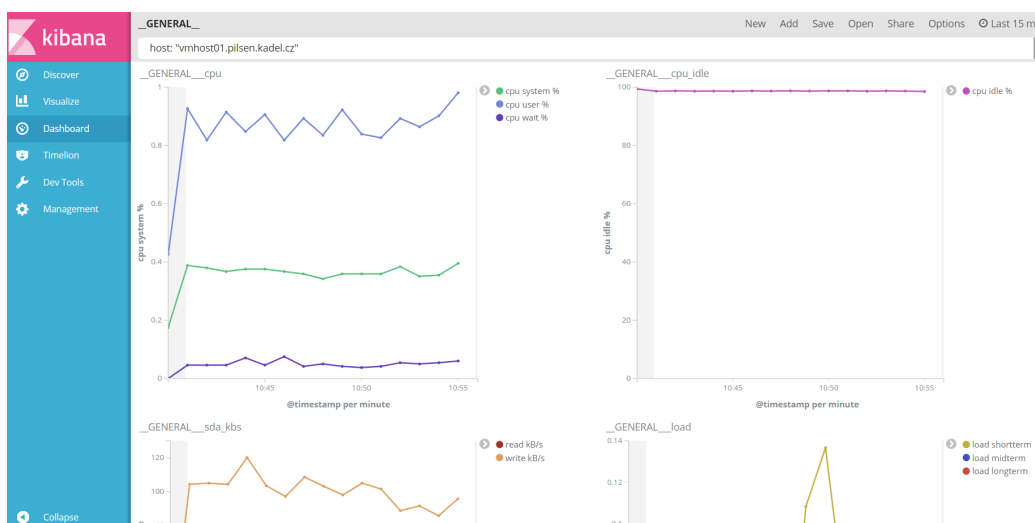 kibana
Discover
Visualize
Dashboard
Timelion
Dev Tools
Management
Collapse
__GENERAL__
New Add Save Open Share Options Last 15 m
host: "vmhost01.pilsen.kadel.cz"
__GENERAL___cpu
1
0.8
0.6
0.4
0.2
0
cpu system %
10:45 10:50 10:55
@timestamp per minute
cpu system %
cpu user %
cpu wait %
__GENERAL___cpu_idle
100
80
60
40
20
0
cpu idle %
10:45 10:50 10:55
@timestamp per minute
cpu idle %
__GENERAL___sda_kbs
120
100
read kB/s
write kB/s
__GENERAL___load
0.14
0.12
load shortterm
load midterm
load longterm